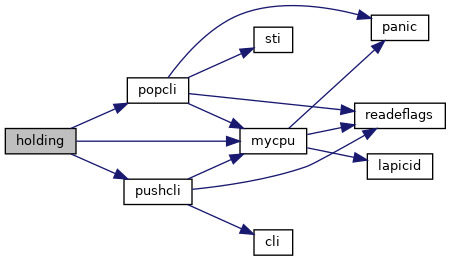 panic
sti
popcli
readeflags
holding
mycpu
lapicid
pushcli
cli